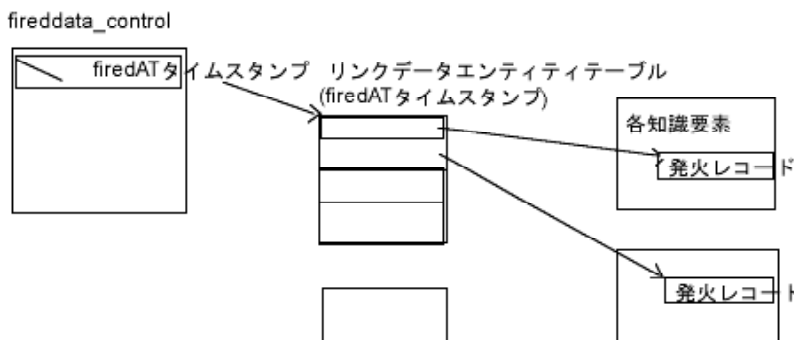 fireddata_control
firedATタイムスタンプ
リンクデータエンティティテーブル
(firedATタイムスタンプ)
各知識要素
発火レコード
発火レコード